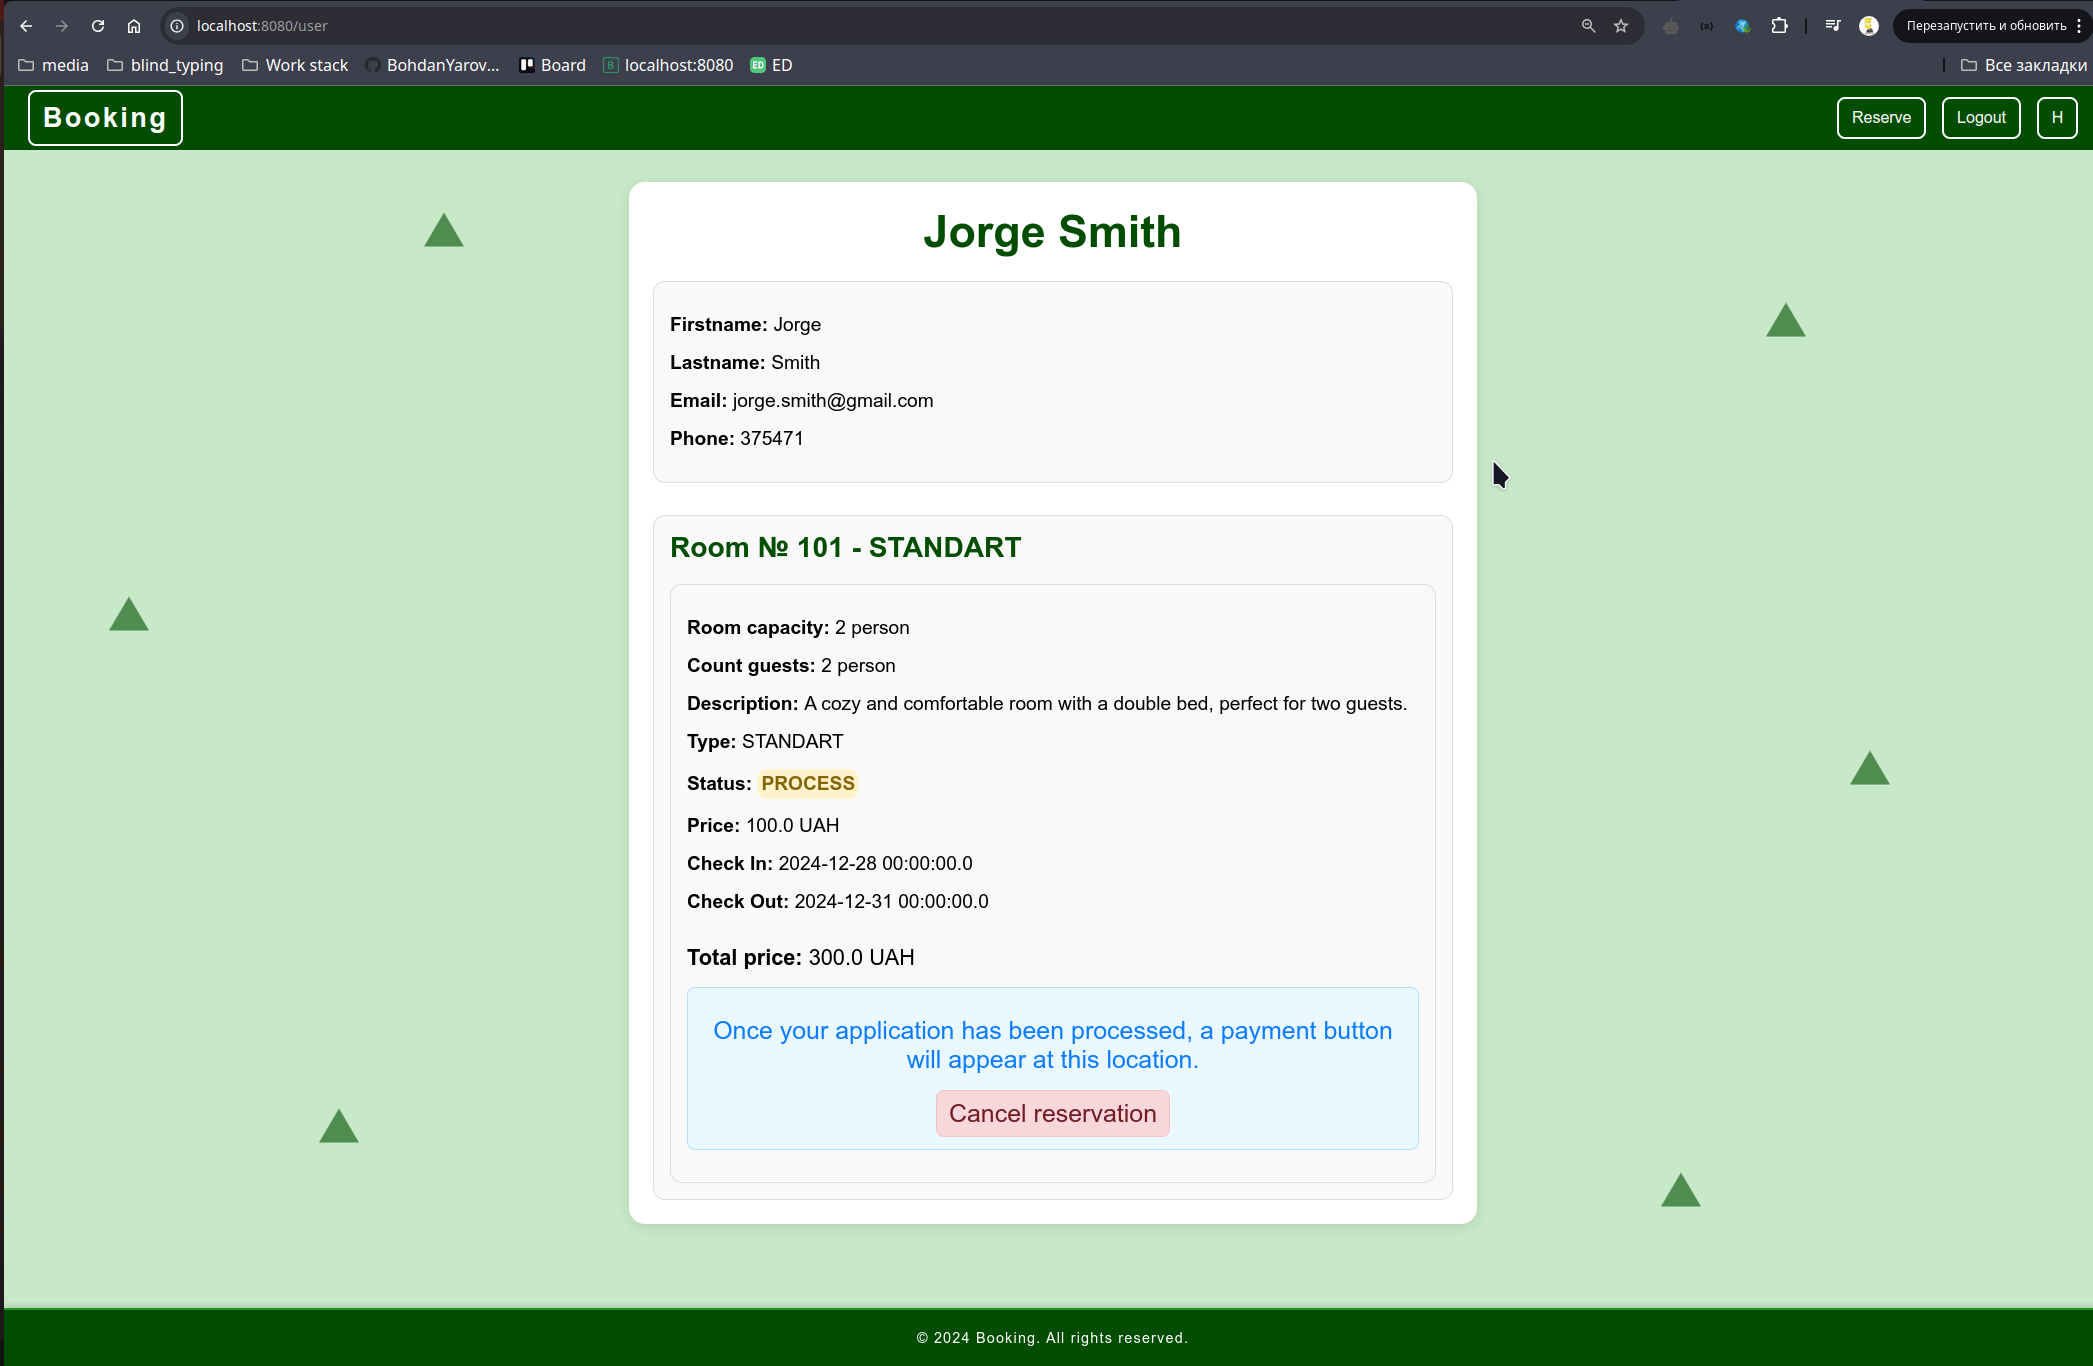 localhost:8080/user
Перезапустить и обновить
media blind_typing Work stack BohdanYarov... Board localhost:8080 ED Все закладки
Booking
Reserve Logout H
Jorge Smith
Firstname: Jorge
Lastname: Smith
Email: jorge.smith@gmail.com
Phone: 375471
Room № 101 - STANDART
Room capacity: 2 person
Count guests: 2 person
Description: A cozy and comfortable room with a double bed, perfect for two guests.
Type: STANDART
Status: PROCESS
Price: 100.0 UAH
Check In: 2024-12-28 00:00:00.0
Check Out: 2024-12-31 00:00:00.0
Total price: 300.0 UAH
Once your application has been processed, a payment button
will appear at this location.
Cancel reservation
© 2024 Booking. All rights reserved.